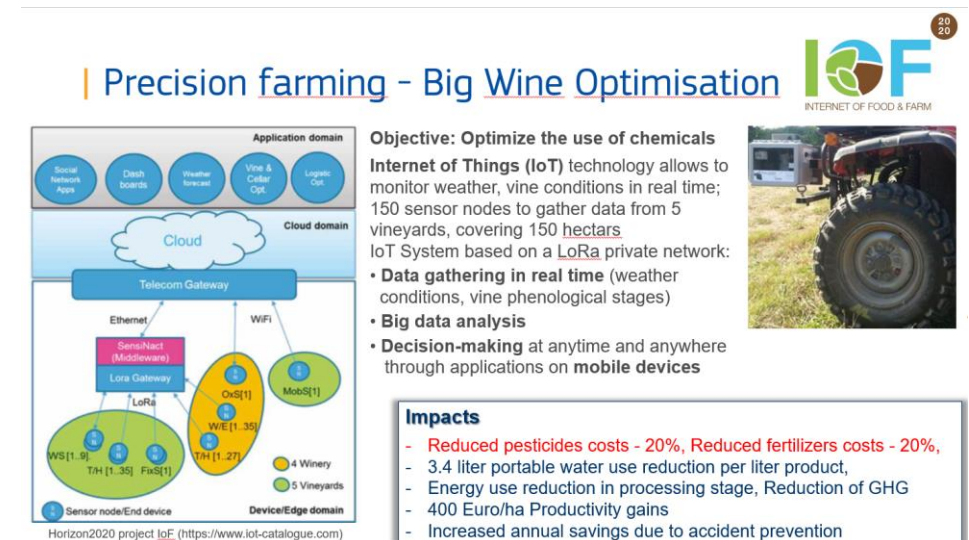 20
20
| Precision farming - Big Wine Optimisation
IOF
INTERNET OF FOOD & FARM
Application domain
Social Network Apps
Dash boards
Weather forecast
Vine & Cellar Opt.
Logistic Opt.
Cloud domain
Cloud
Telecom Gateway
Ethernet
WiFi
SensiNact (Middleware)
Lora Gateway
LoRa
OxS[1]
MobS[1]
W/E [1..35]
WS [1..9]
T/H [1..35]
FixS[1]
T/H [1..27]
4 Winery
5 Vineyards
Sensor node/End device
Device/Edge domain
Horizon2020 project IoF (https://www.iot-catalogue.com)
Objective: Optimize the use of chemicals
Internet of Things (IoT) technology allows to
monitor weather, vine conditions in real time;
150 sensor nodes to gather data from 5
vineyards, covering 150 hectars
IoT System based on a LoRa private network:
• Data gathering in real time (weather
conditions, vine phenological stages)
• Big data analysis
• Decision-making at anytime and anywhere
through applications on mobile devices
Impacts
- Reduced pesticides costs - 20%, Reduced fertilizers costs - 20%,
- 3.4 liter portable water use reduction per liter product,
- Energy use reduction in processing stage, Reduction of GHG
- 400 Euro/ha Productivity gains
- Increased annual savings due to accident prevention